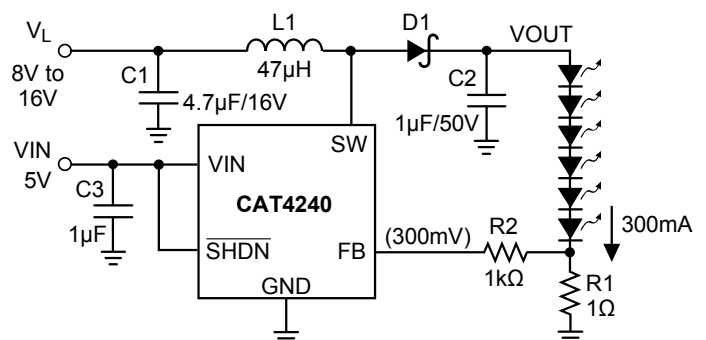 VL
8V to
16V
L1
47µH
D1
VOUT
C1
4.7µF/16V
C2
1µF/50V
SW
VIN
5V
VIN
C3
1µF
CAT4240
SHDN
FB
(300mV)
R2
1kΩ
300mA
GND
R1
1Ω